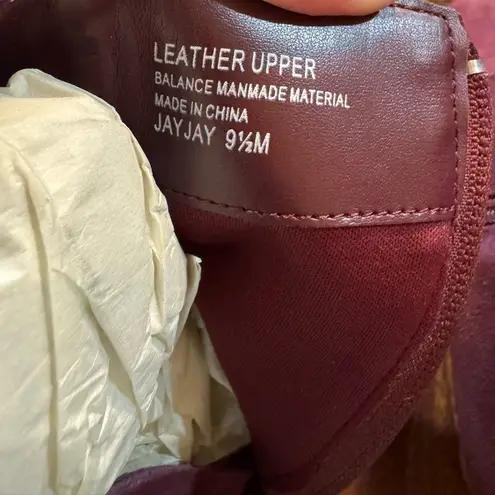 LEATHER UPPER
BALANCE MANMADE MATERIAL
MADE IN CHINA
JAYJAY 9½M